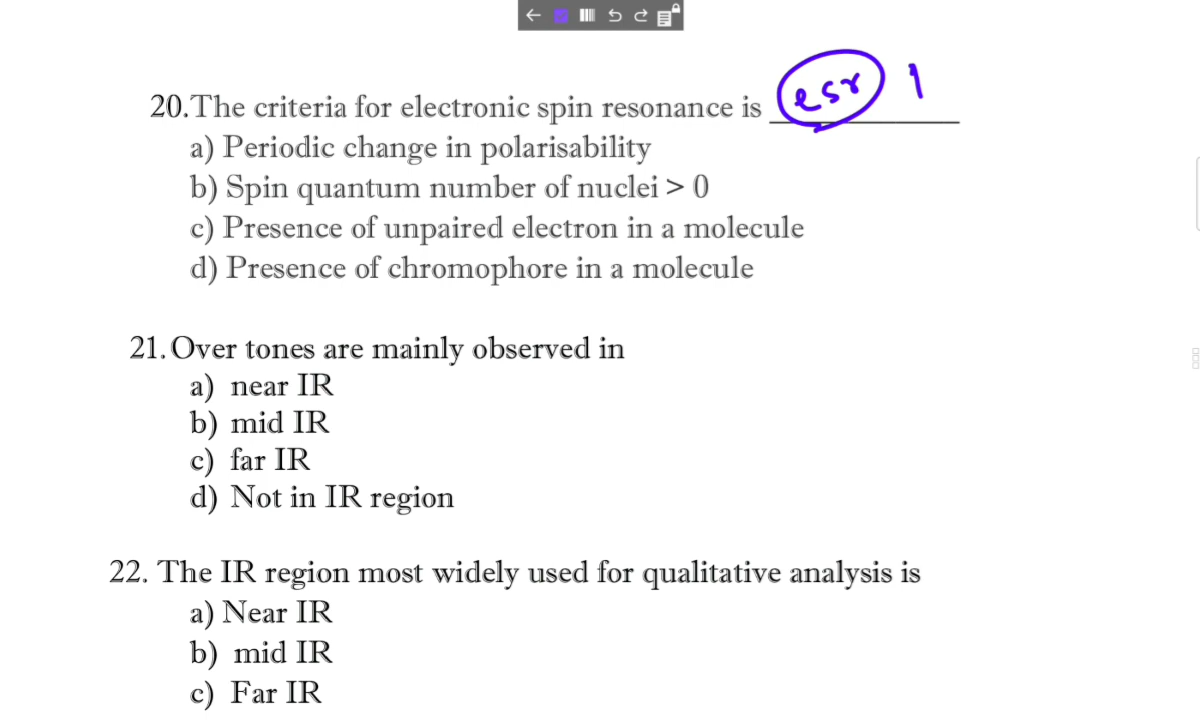 20.The criteria for electronic spin resonance is esr 1
a) Periodic change in polarisability
b) Spin quantum number of nuclei > 0
c) Presence of unpaired electron in a molecule
d) Presence of chromophore in a molecule
21. Over tones are mainly observed in
a) near IR
b) mid IR
c) far IR
d) Not in IR region
22. The IR region most widely used for qualitative analysis is
a) Near IR
b) mid IR
c) Far IR